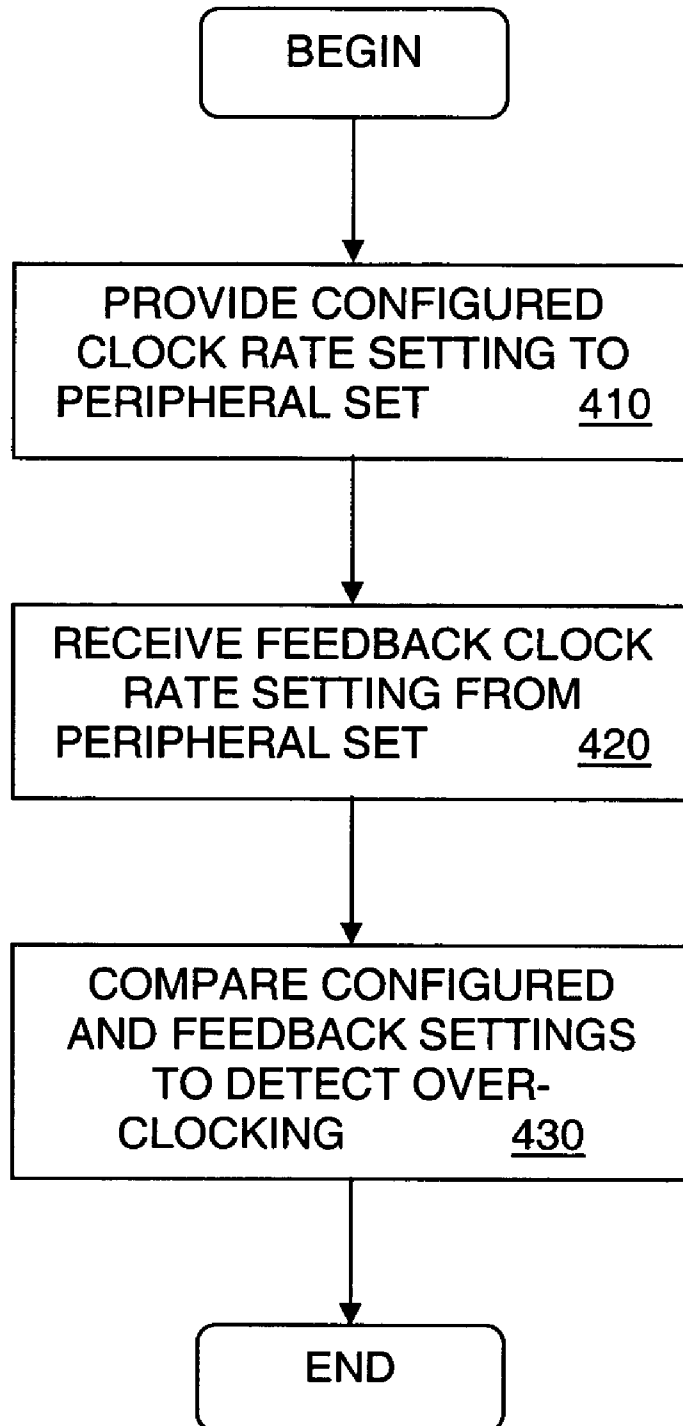 BEGIN
PROVIDE CONFIGURED
CLOCK RATE SETTING TO
PERIPHERAL SET 410
RECEIVE FEEDBACK CLOCK
RATE SETTING FROM
PERIPHERAL SET 420
COMPARE CONFIGURED
AND FEEDBACK SETTINGS
TO DETECT OVER-
CLOCKING 430
END